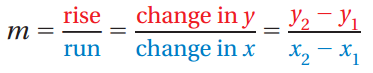 m = rise/run = change in y/change in x = y₂ − y₁/x₂ − x₁